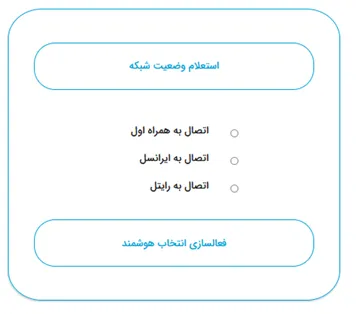 استعلام وضعیت شبکه
اتصال به همراه اول
اتصال به ایرانسل
اتصال به رایتل
فعالسازی انتخاب هوشمند